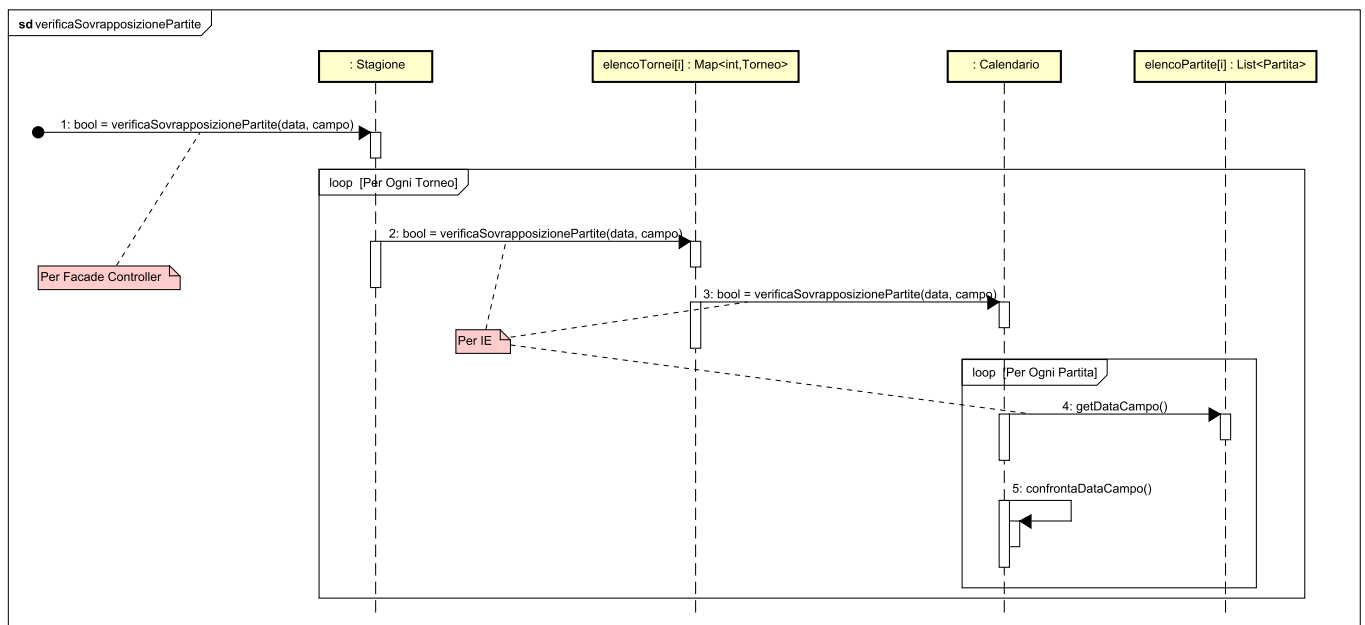 sd verificaSovrapposizionePartite
: Stagione
elencoTornei[i] : Map<int,Torneo>
: Calendario
elencoPartite[i] : List<Partita>
1: bool = verificaSovrapposizionePartite(data, campo)
loop [Per Ogni Torneo]
2: bool = verificaSovrapposizionePartite(data, campo)
Per Facade Controller
3: bool = verificaSovrapposizionePartite(data, campo)
Per IE
loop [Per Ogni Partita]
4: getDataCampo()
5: confrontaDataCampo()